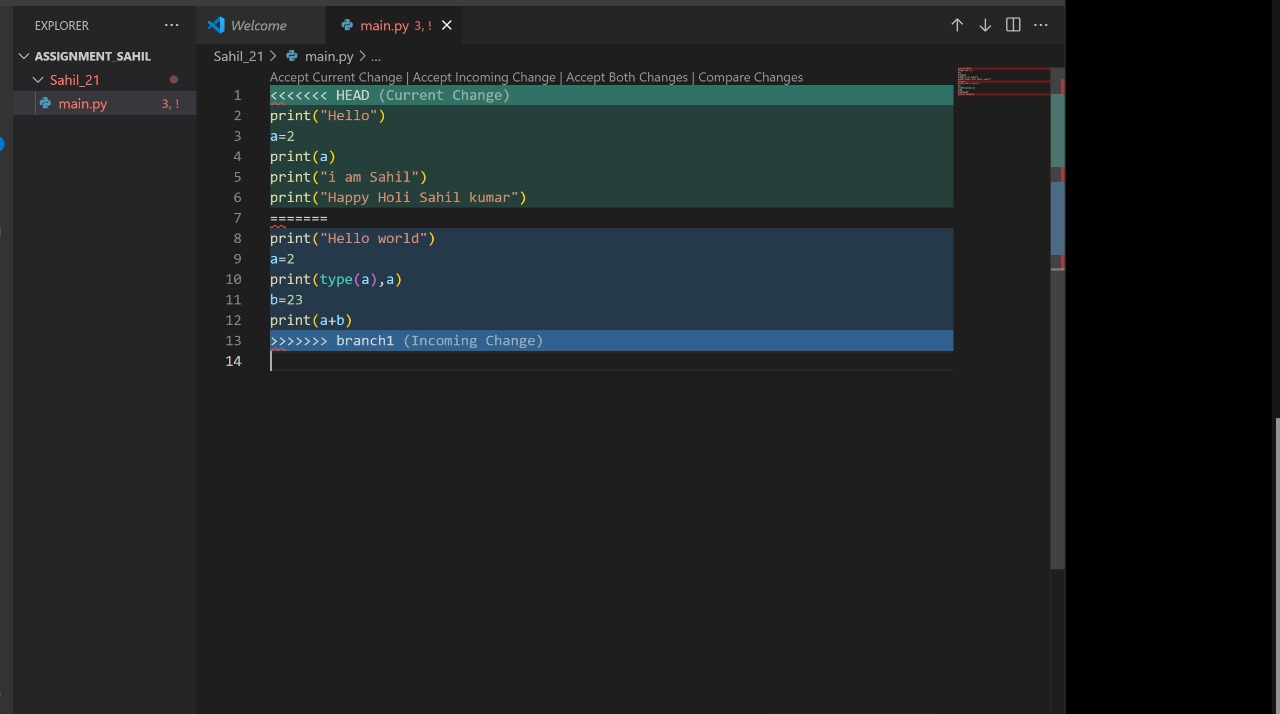 EXPLORER ...
ASSIGNMENT_SAHIL
Sahil_21
main.py 3, !
Welcome
main.py 3, !
Sahil_21 > main.py > ...
Accept Current Change | Accept Incoming Change | Accept Both Changes | Compare Changes
1 <<<<<<< HEAD (Current Change)
2 print("Hello")
3 a=2
4 print(a)
5 print("i am Sahil")
6 print("Happy Holi Sahil kumar")
7 =======
8 print("Hello world")
9 a=2
10 print(type(a),a)
11 b=23
12 print(a+b)
13 >>>>>>> branch1 (Incoming Change)
14